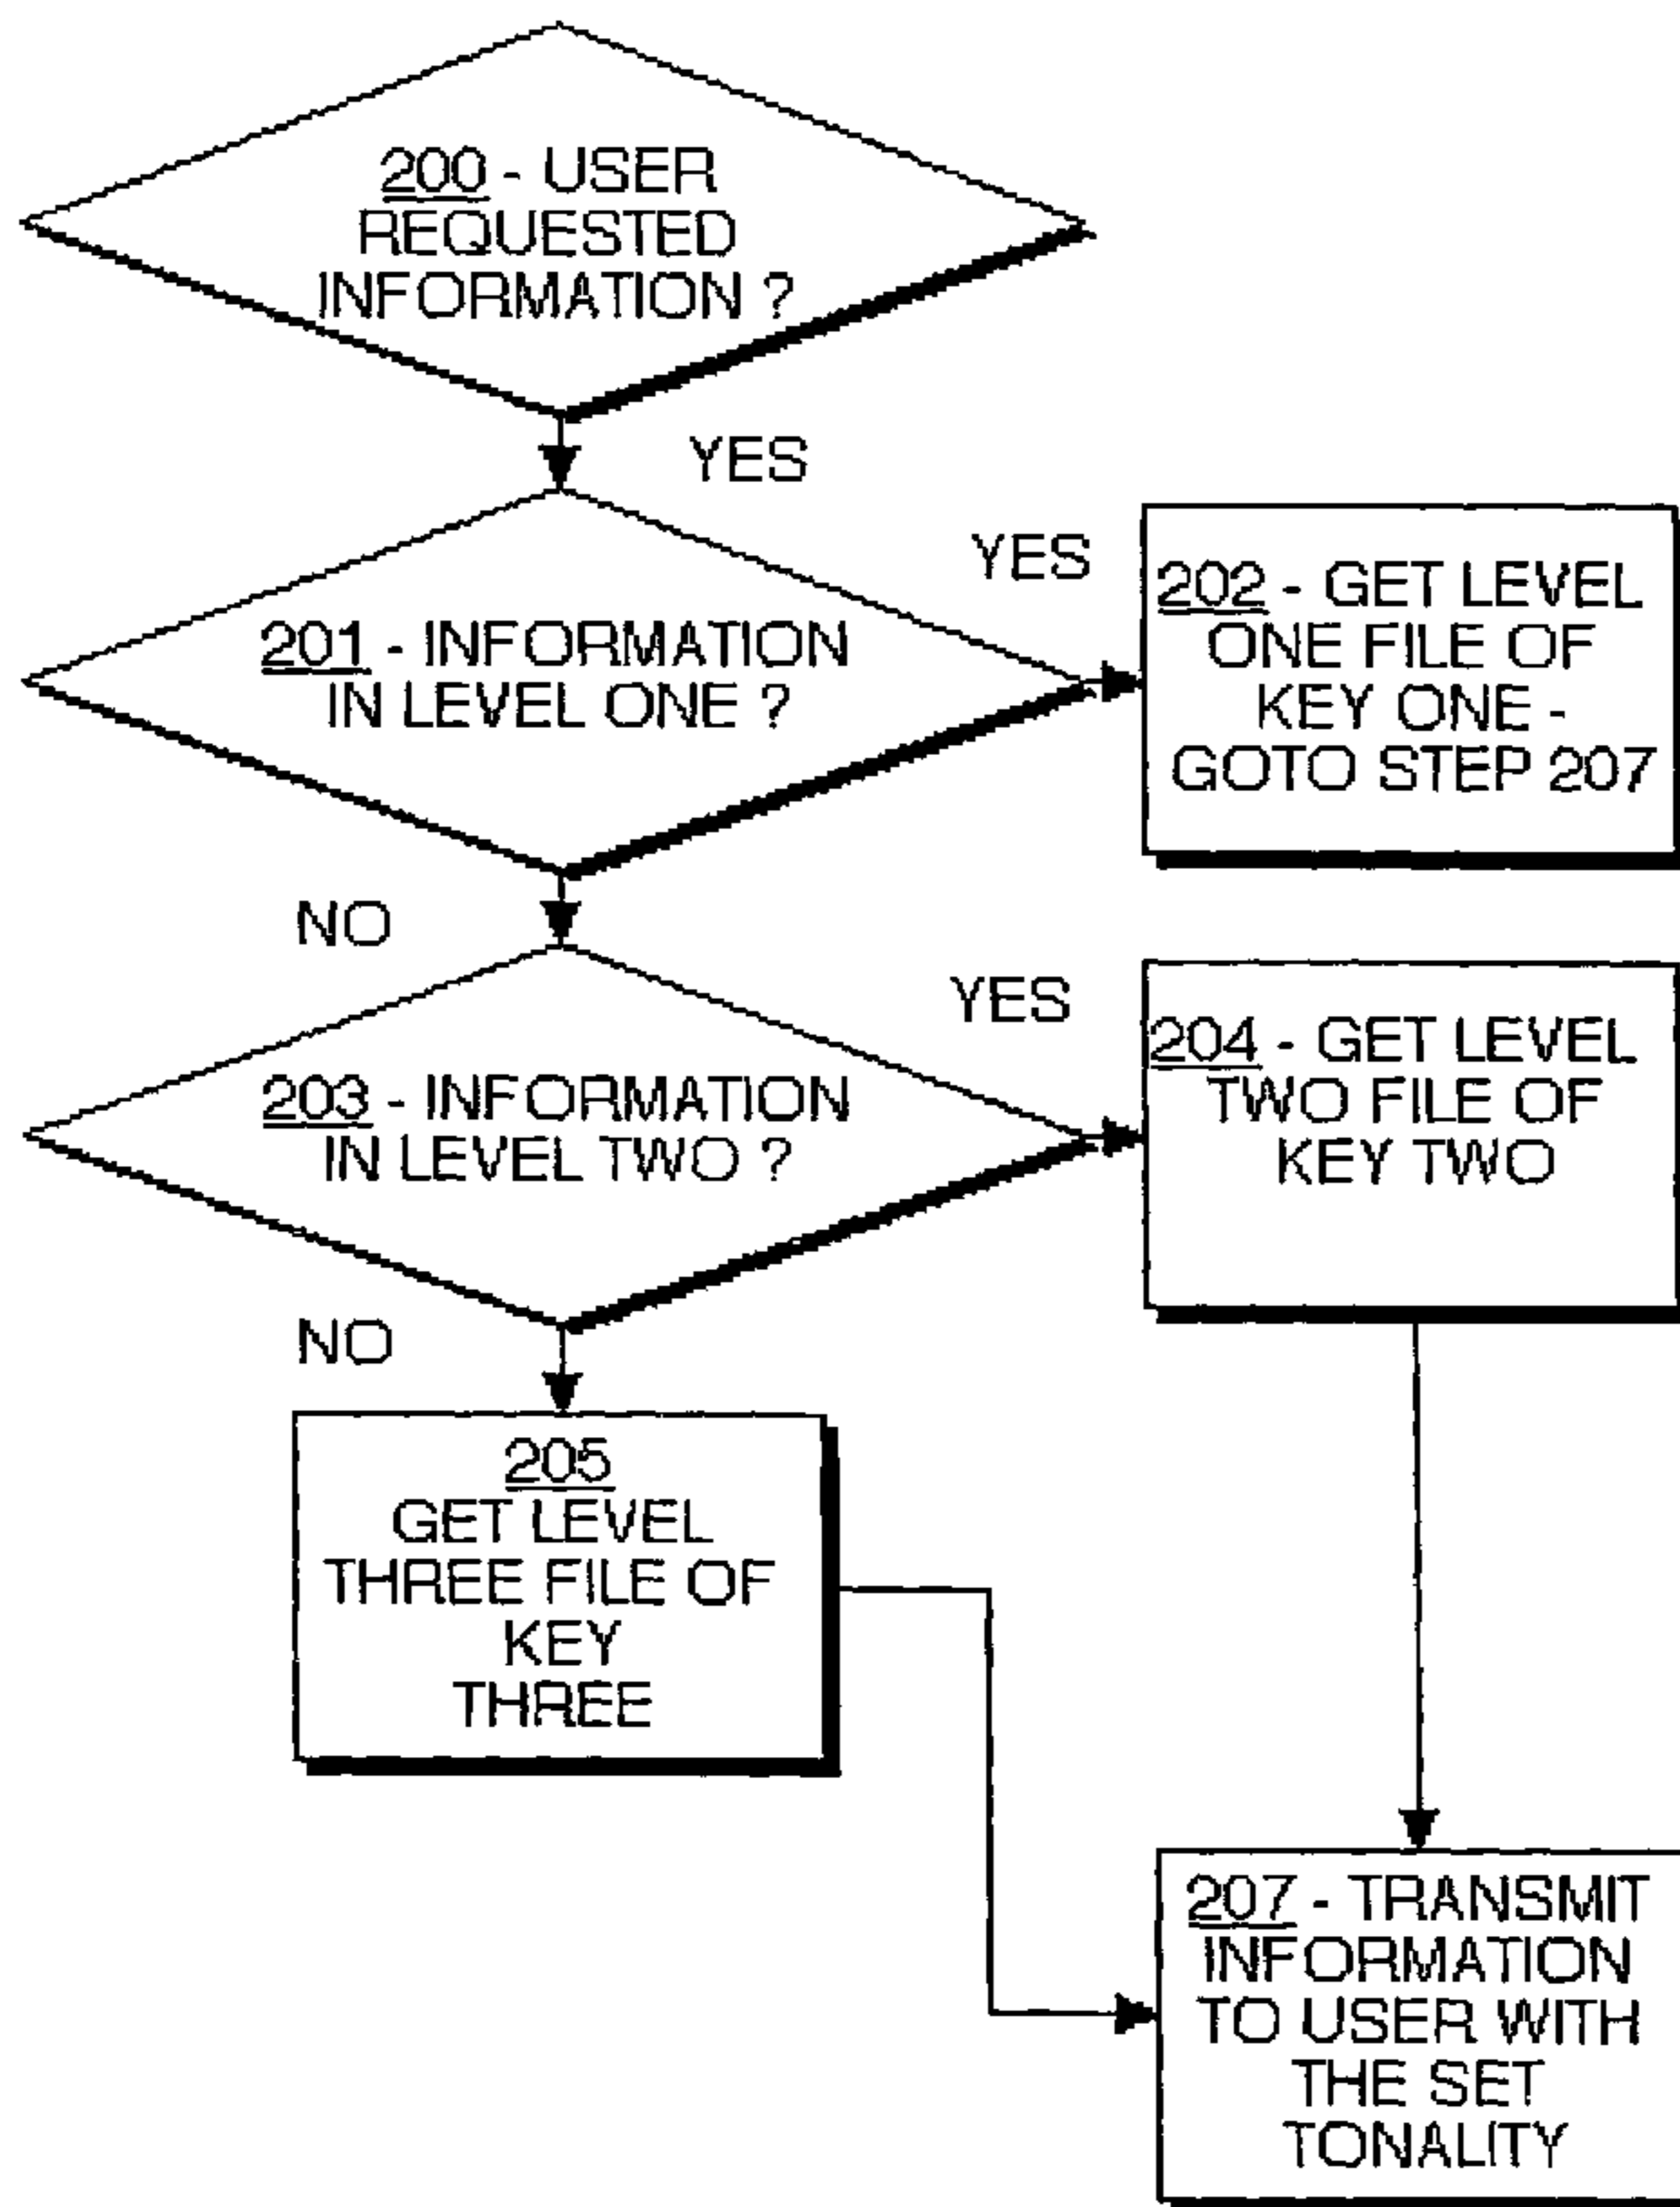 200 - USER
REQUESTED
INFORMATION ?
YES
201 - INFORMATION
IN LEVEL ONE ?
YES
202 - GET LEVEL
ONE FILE OF
KEY ONE -
GOTO STEP 207
NO
203 - INFORMATION
IN LEVEL TWO ?
YES
204 - GET LEVEL
TWO FILE OF
KEY TWO
NO
205
GET LEVEL
THREE FILE OF
KEY
THREE
207 - TRANSMIT
INFORMATION
TO USER WITH
THE SET
TONALITY